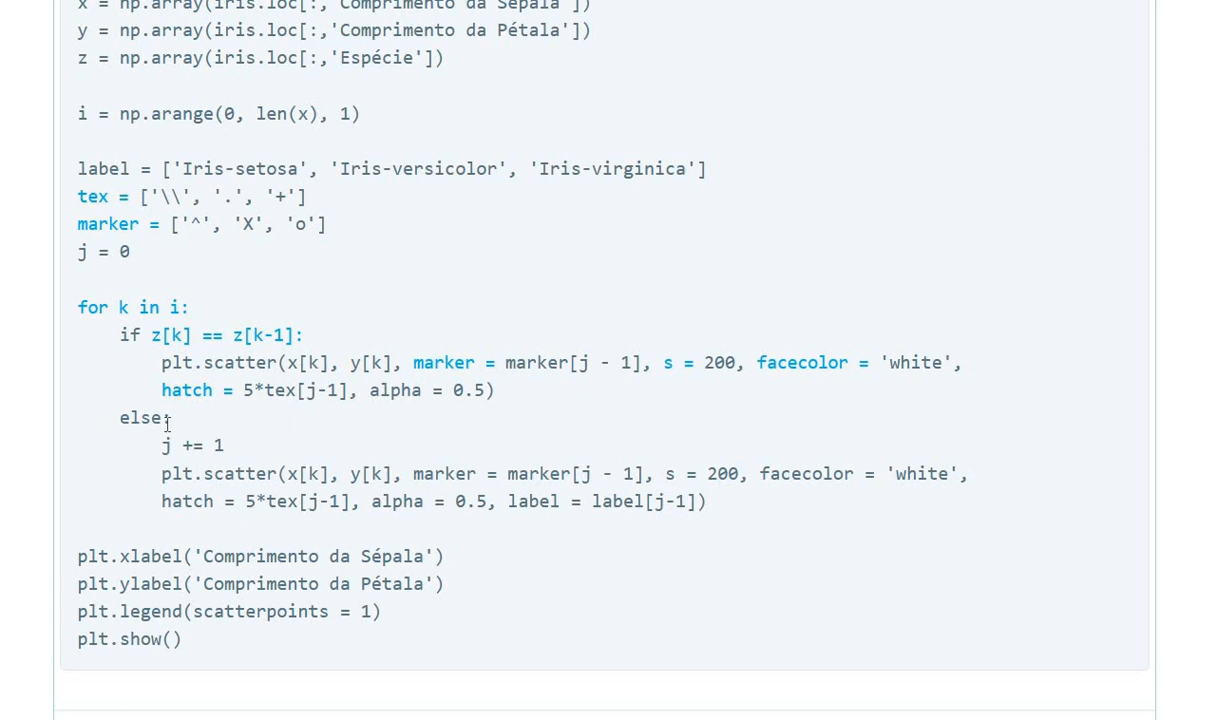 x = np.array(iris.loc[:,'Comprimento da Sépala'])
y = np.array(iris.loc[:,'Comprimento da Pétala'])
z = np.array(iris.loc[:,'Espécie'])
i = np.arange(0, len(x), 1)
label = ['Iris-setosa', 'Iris-versicolor', 'Iris-virginica']
tex = ['\\', '.', '+']
marker = ['^', 'X', 'o']
j = 0
for k in i:
if z[k] == z[k-1]:
plt.scatter(x[k], y[k], marker = marker[j - 1], s = 200, facecolor = 'white',
hatch = 5*tex[j-1], alpha = 0.5)
else:
j += 1
plt.scatter(x[k], y[k], marker = marker[j - 1], s = 200, facecolor = 'white',
hatch = 5*tex[j-1], alpha = 0.5, label = label[j-1])
plt.xlabel('Comprimento da Sépala')
plt.ylabel('Comprimento da Pétala')
plt.legend(scatterpoints = 1)
plt.show()